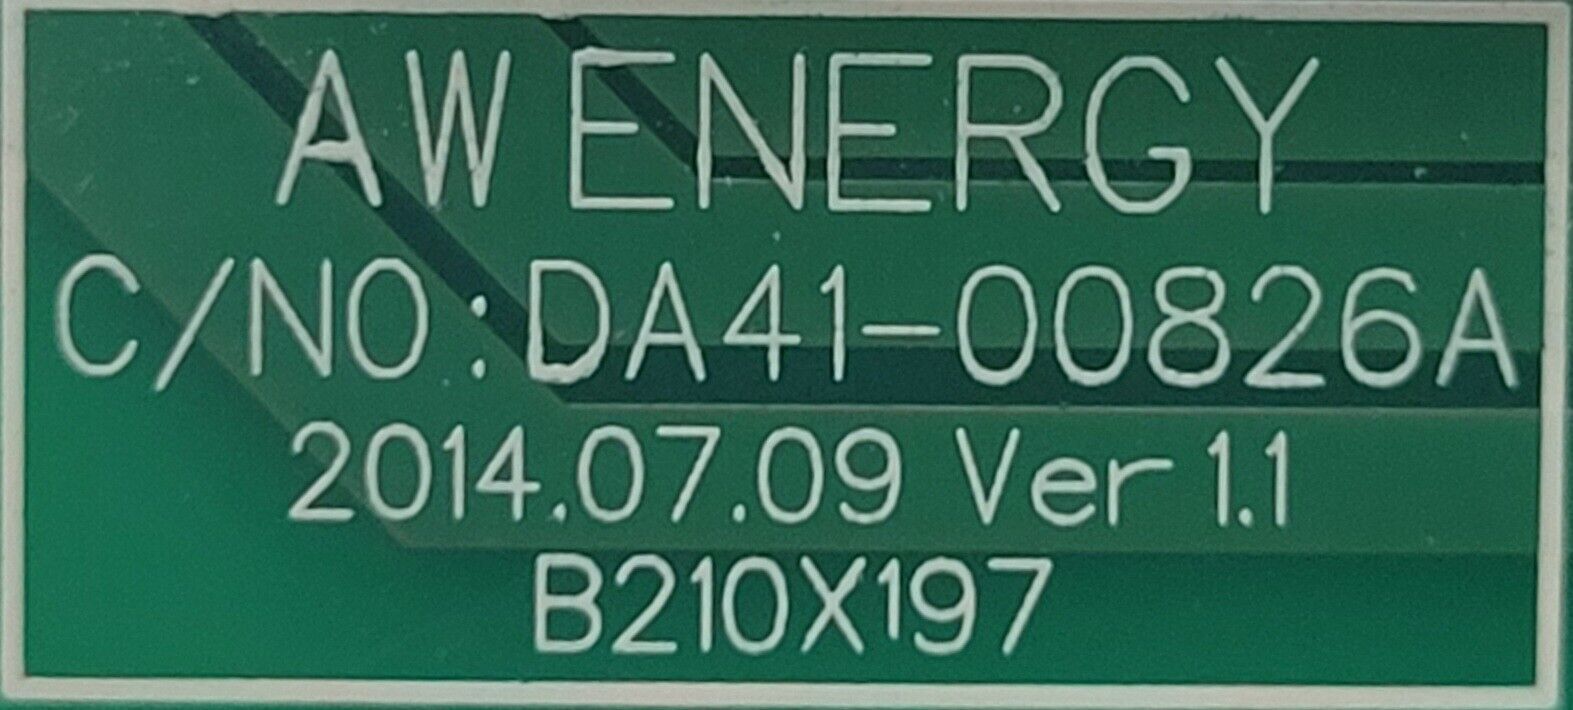 AW ENERGY
C/NO:DA41-00826A
2014.07.09 Ver 1.1
B210X197